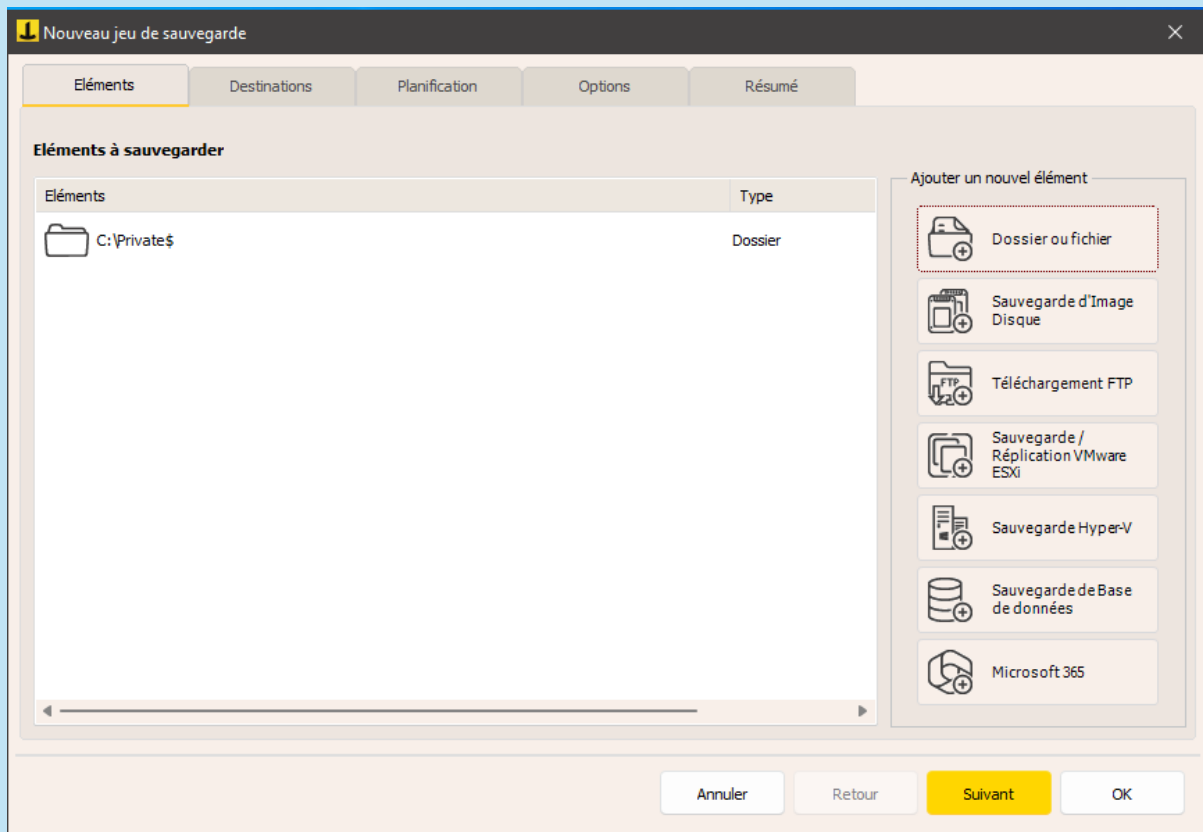 Nouveau jeu de sauvegarde
Eléments
Destinations
Planification
Options
Résumé
Eléments à sauvegarder
Eléments
Type
C:\Private$
Dossier
Ajouter un nouvel élément
Dossier ou fichier
Sauvegarde d'Image
Disque
FTP
Téléchargement FTP
Sauvegarde /
Réplication VMware
ESXi
Sauvegarde Hyper-V
Sauvegarde de Base
de données
Microsoft 365
Annuler
Retour
Suivant
OK